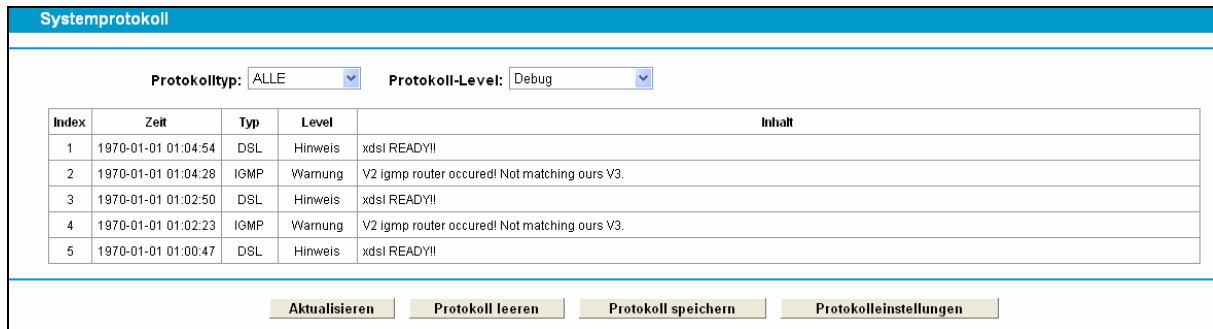 Systemprotokoll
Protokolltyp: ALLE Protokoll-Level: Debug
Index Zeit Typ Level Inhalt
1 1970-01-01 01:04:54 DSL Hinweis xdsl READY!!
2 1970-01-01 01:04:28 IGMP Warnung V2 igmp router occured! Not matching ours V3.
3 1970-01-01 01:02:50 DSL Hinweis xdsl READY!!
4 1970-01-01 01:02:23 IGMP Warnung V2 igmp router occured! Not matching ours V3.
5 1970-01-01 01:00:47 DSL Hinweis xdsl READY!!
Aktualisieren Protokoll leeren Protokoll speichern Protokolleinstellungen